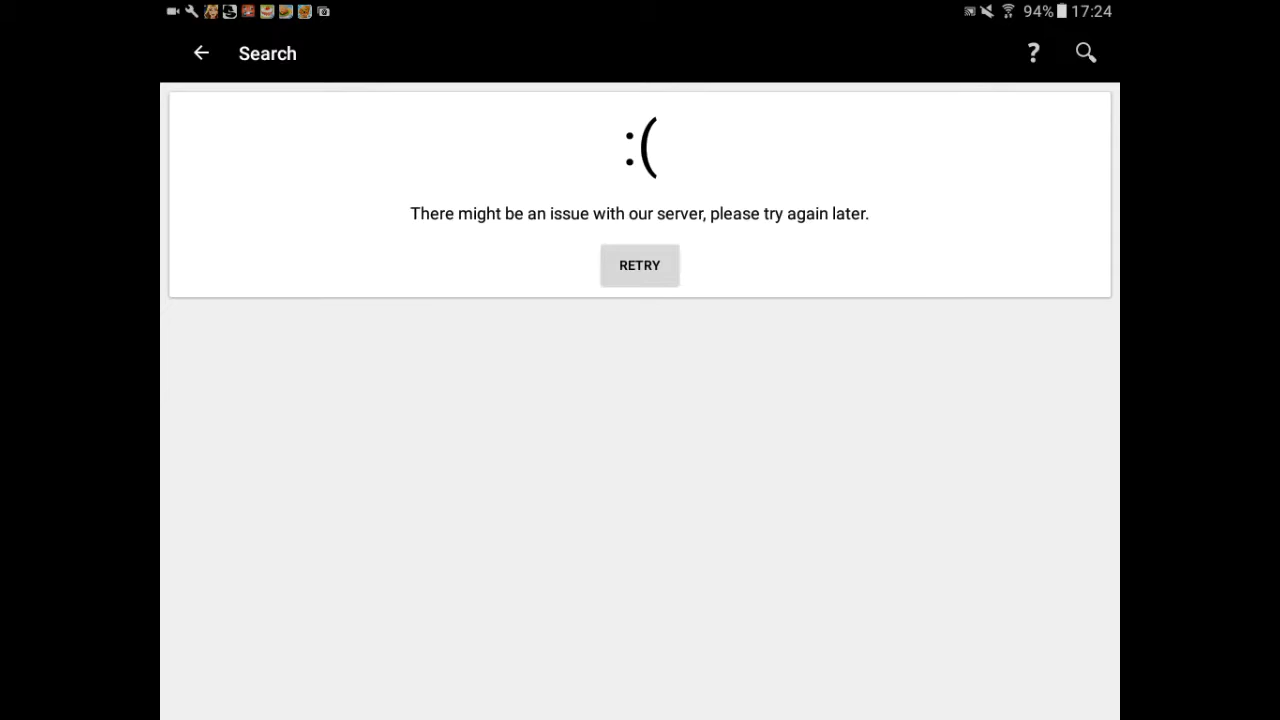 94% 17:24
Search ?
:(
There might be an issue with our server, please try again later.
RETRY